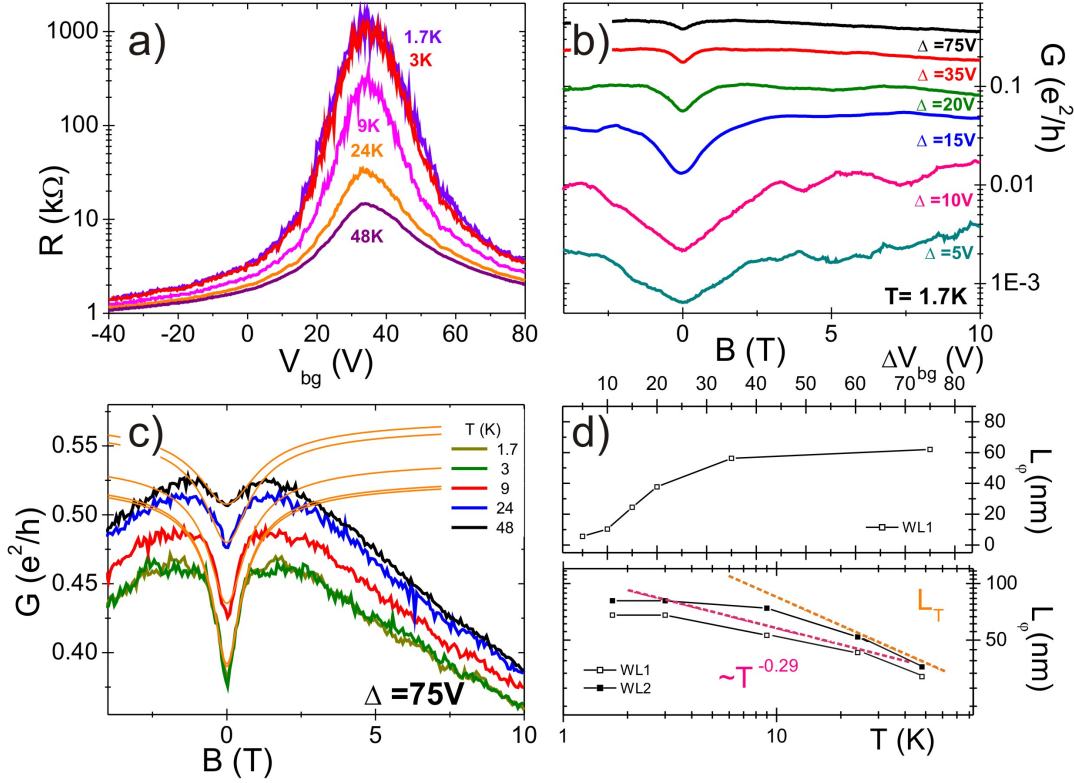 a)
R (kΩ)
1000
100
10
1
1.7K
3K
9K
24K
48K
-40 -20 0 20 40 60 80
V_bg (V)
b)
Δ =75V
Δ =35V
Δ =20V
Δ =15V
Δ =10V
Δ =5V
T= 1.7K
0.1
0.01
1E-3
G (e²/h)
0 5 10
B (T)
c)
G (e²/h)
0.55
0.50
0.45
0.40
T (K)
1.7
3
9
24
48
Δ =75V
0 5 10
B (T)
ΔV_bg (V)
10 20 30 40 50 60 70 80
d)
WL1
80
60
40
20
0
L_φ (nm)
L_T
~T^-0.29
WL1
WL2
100
50
L_φ (nm)
1 10
T (K)